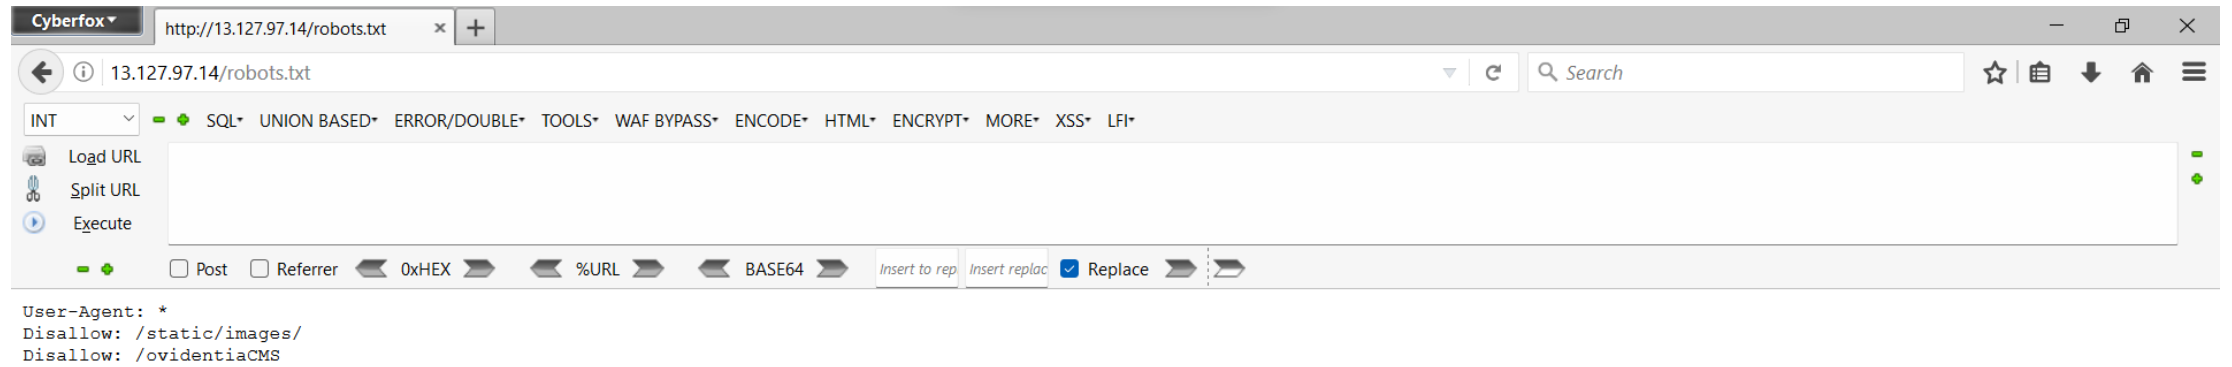 Cyberfox
http://13.127.97.14/robots.txt
13.127.97.14/robots.txt
Search
INT SQL UNION BASED ERROR/DOUBLE TOOLS WAF BYPASS ENCODE HTML ENCRYPT MORE XSS LFI
Load URL
Split URL
Execute
Post Referrer 0xHEX %URL BASE64 Insert to rep Insert replac Replace
User-Agent: *
Disallow: /static/images/
Disallow: /ovidentiaCMS